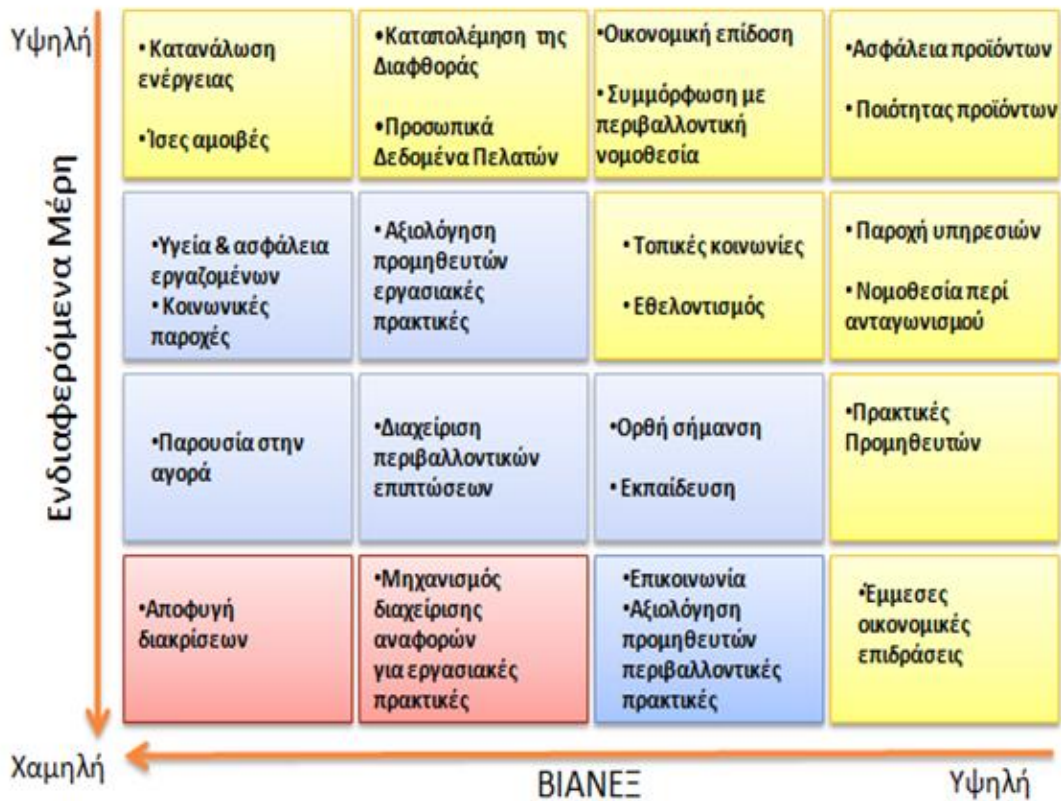 Υψηλή
• Κατανάλωση
ενέργειας
• Ίσες αμοιβές
• Καταπολέμηση της
Διαφθοράς
•Προσωπικά
Δεδομένα Πελατών
•Οικονομική επίδοση
• Συμμόρφωση με
περιβαλλοντική
νομοθεσία
• Ασφάλεια προϊόντων
• Ποιότητας προϊόντων
Ενδιαφερόμενα Μέρη
• Υγεία & ασφάλεια
εργαζομένων
• Κοινωνικές
παροχές
• Αξιολόγηση
προμηθευτών
εργασιακές
πρακτικές
• Τοπικές κοινωνίες
• Εθελοντισμός
• Παροχή υπηρεσιών
• Νομοθεσία περί
ανταγωνισμού
•Παρουσία στην
αγορά
•Διαχείριση
περιβαλλοντικών
επιπτώσεων
•Ορθή σήμανση
• Εκπαίδευση
•Πρακτικές
Προμηθευτών
•Αποφυγή
διακρίσεων
•Μηχανισμός
διαχείρισης
αναφορών
για εργασιακές
πρακτικές
•Επικοινωνία
•Αξιολόγηση
προμηθευτών
περιβαλλοντικές
πρακτικές
•Έμμεσες
οικονομικές
επιδράσεις
Χαμηλή
ΒΙΑΝΕΞ
Υψηλή